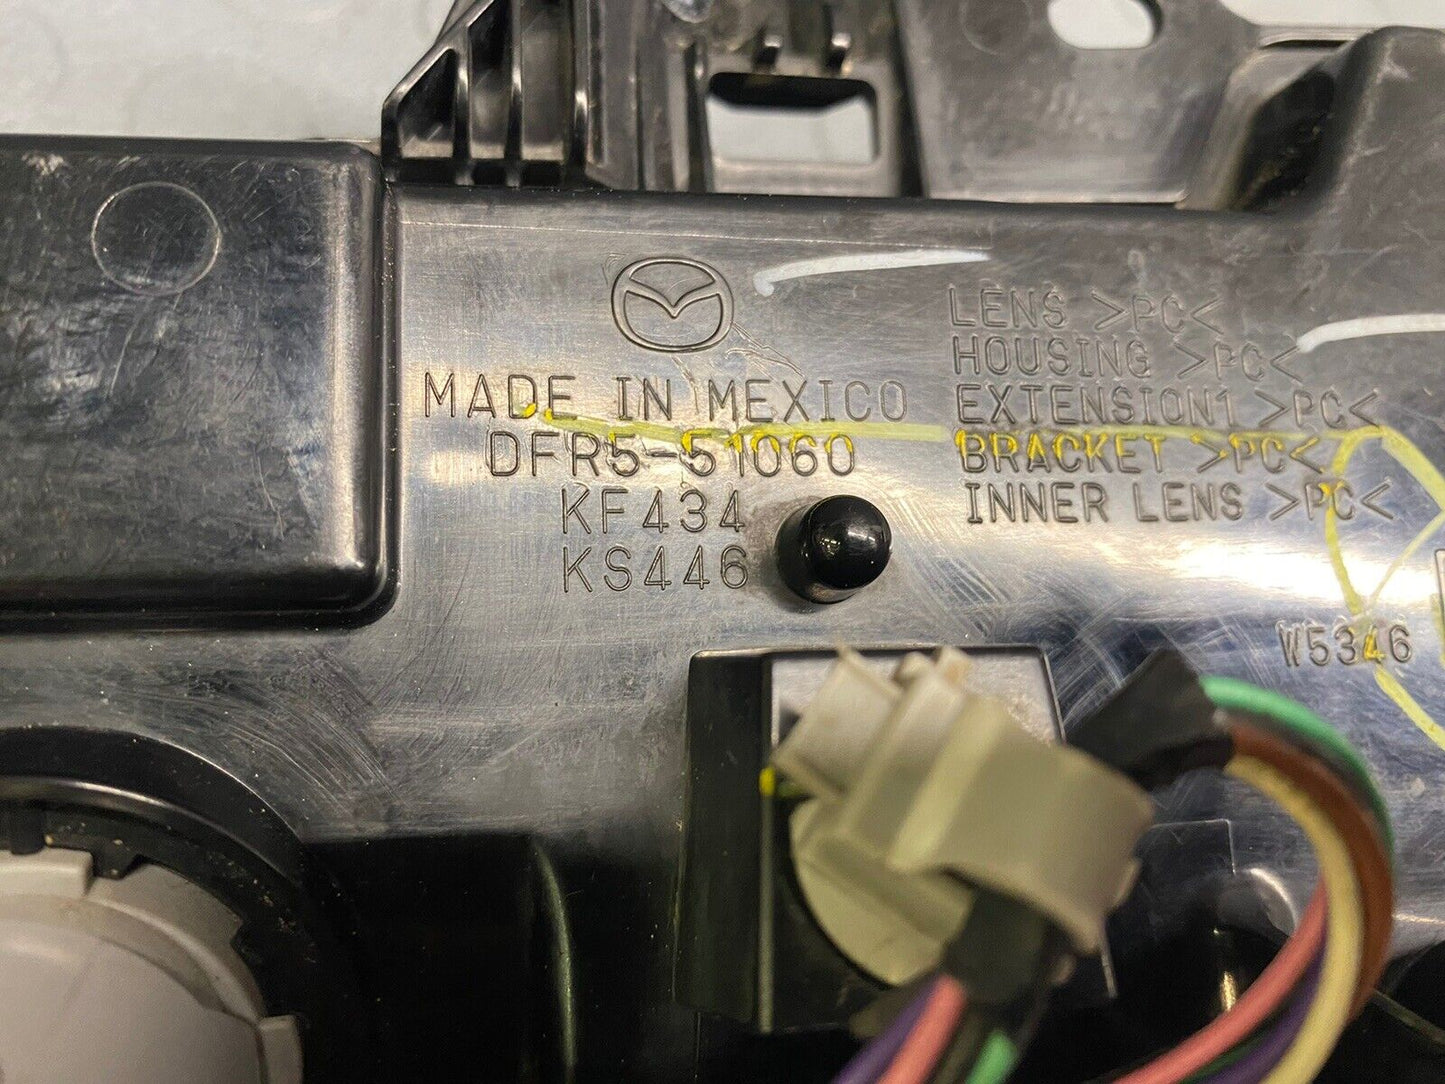 MADE IN MEXICO
DFR5-51060
KF434
KS446
LENS >PC<
HOUSING >PC<
EXTENSION1 >PC<
BRACKET >PC<
INNER LENS >PC<
W5346